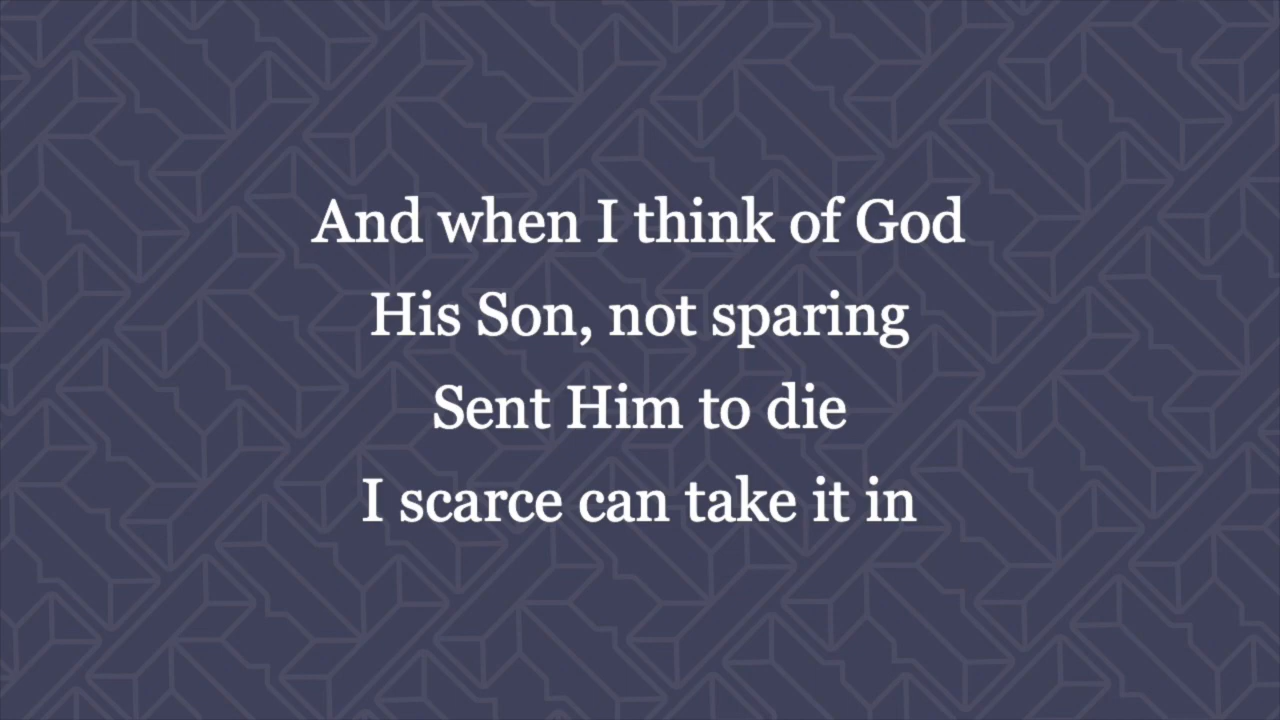 And when I think of God
His Son, not sparing
Sent Him to die
I scarce can take it in